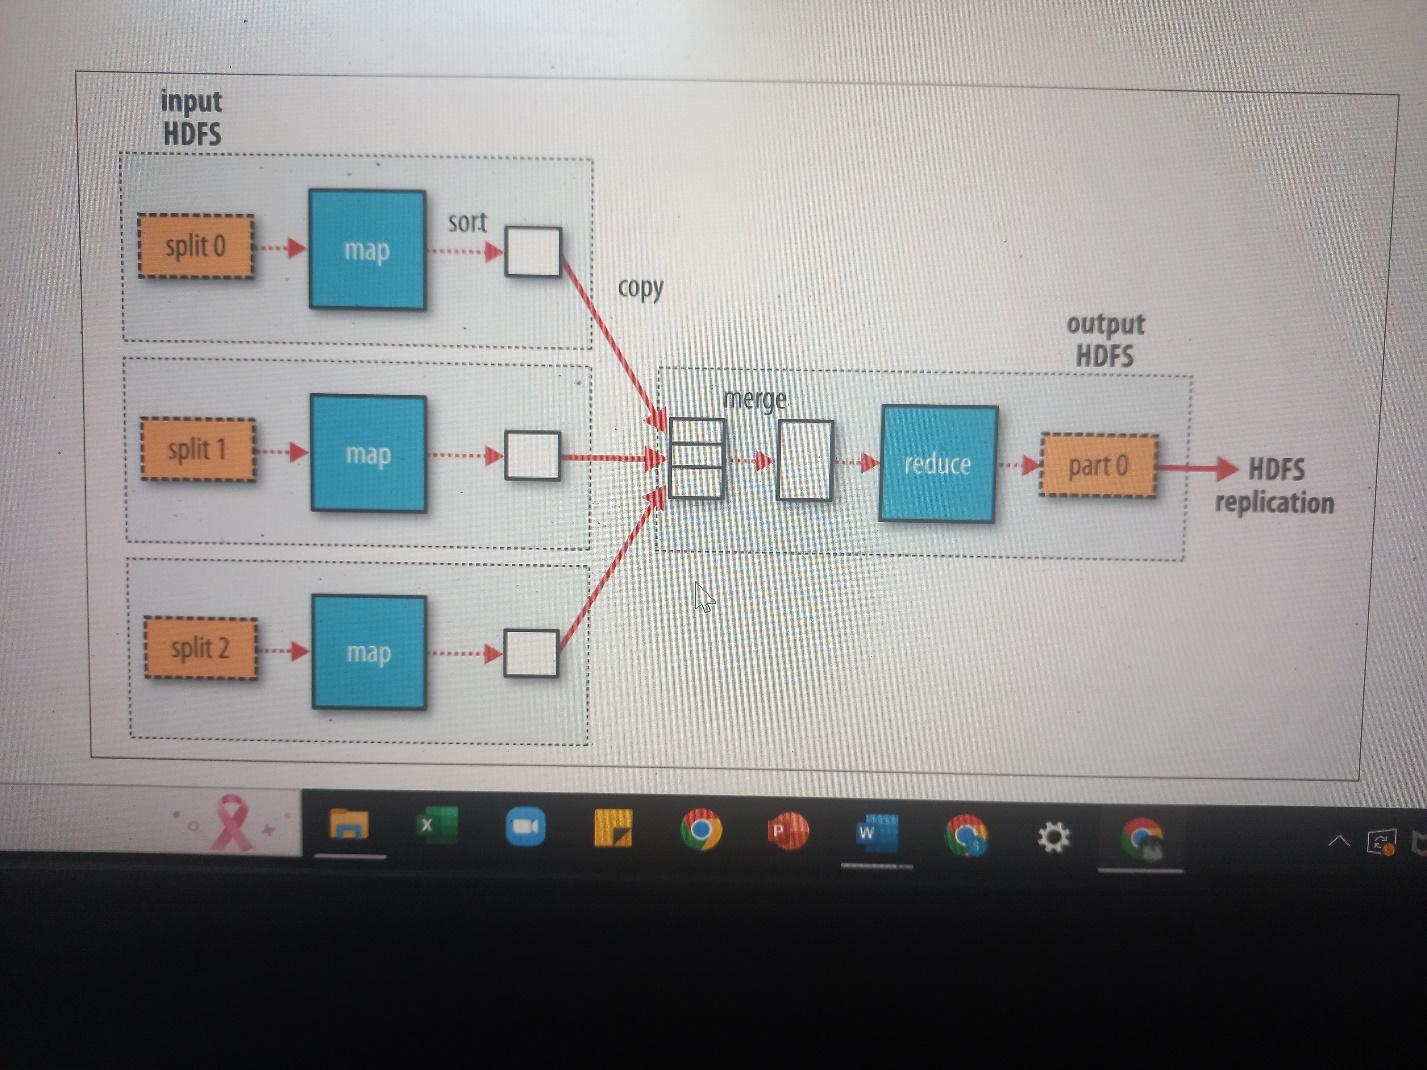 input
HDFS
split 0
map
sort
copy
split 1
map
split 2
map
merge
reduce
output
HDFS
part 0
HDFS
replication
X
P
W
S